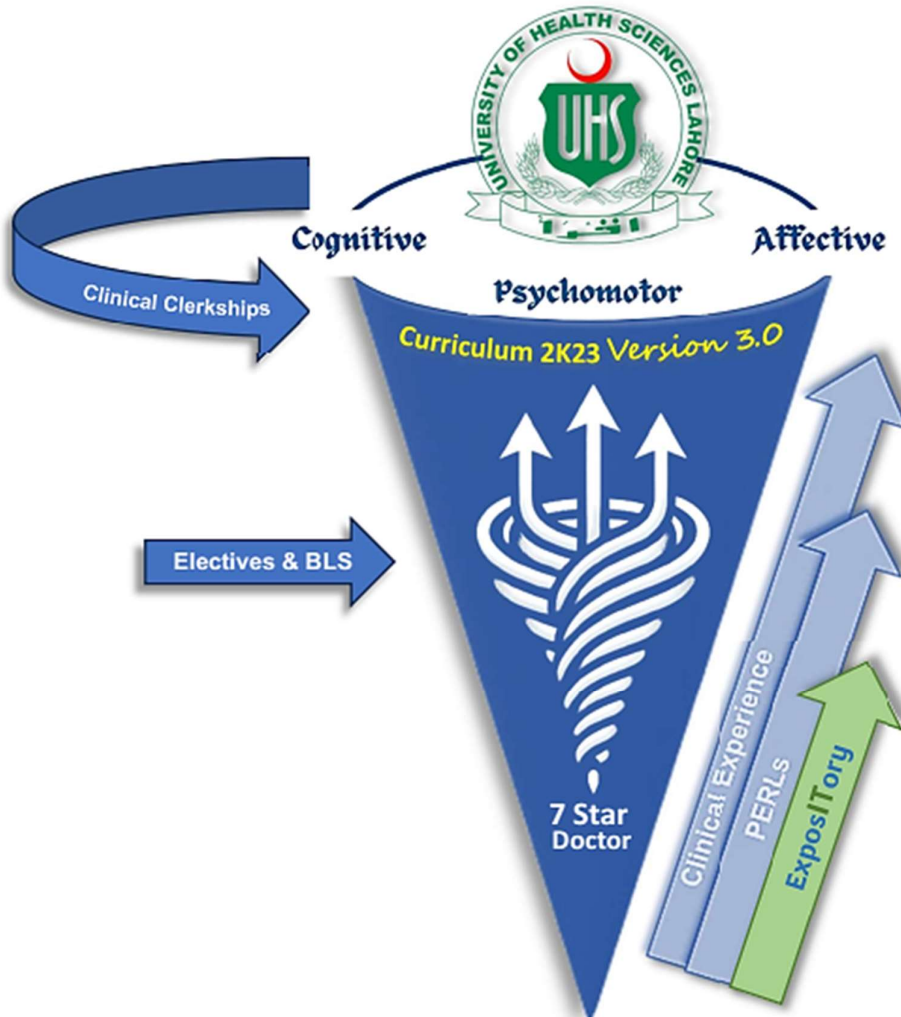 UNIVERSITY OF HEALTH SCIENCES LAHORE
UHS
Cognitive
Affective
Psychomotor
Clinical Clerkships
Curriculum 2K23 Version 3.0
Electives & BLS
7 Star
Doctor
Clinical Experience
PERLs
ExposITory